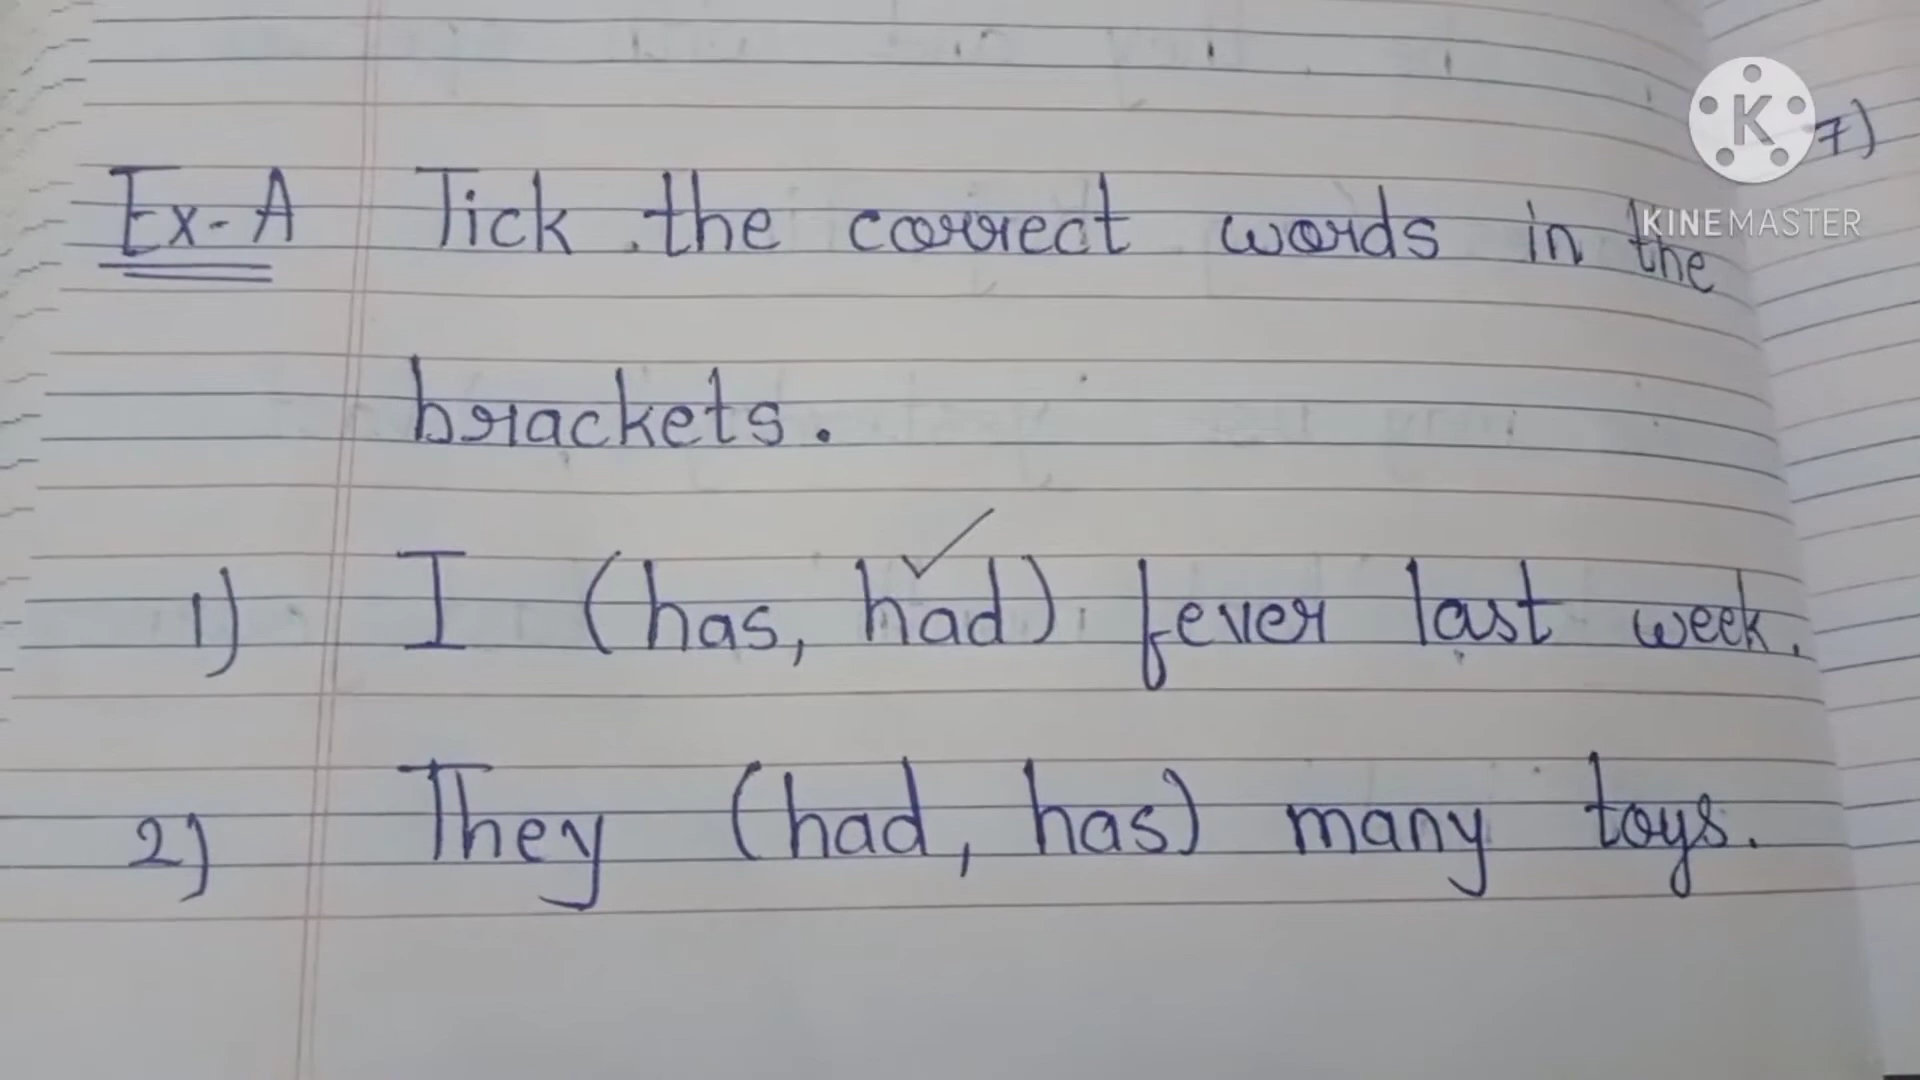 7)
Ex-A Tick the correct words in the
KINEMASTER
brackets.
1) I (has, had) fever last week.
2) They (had, has) many toys.